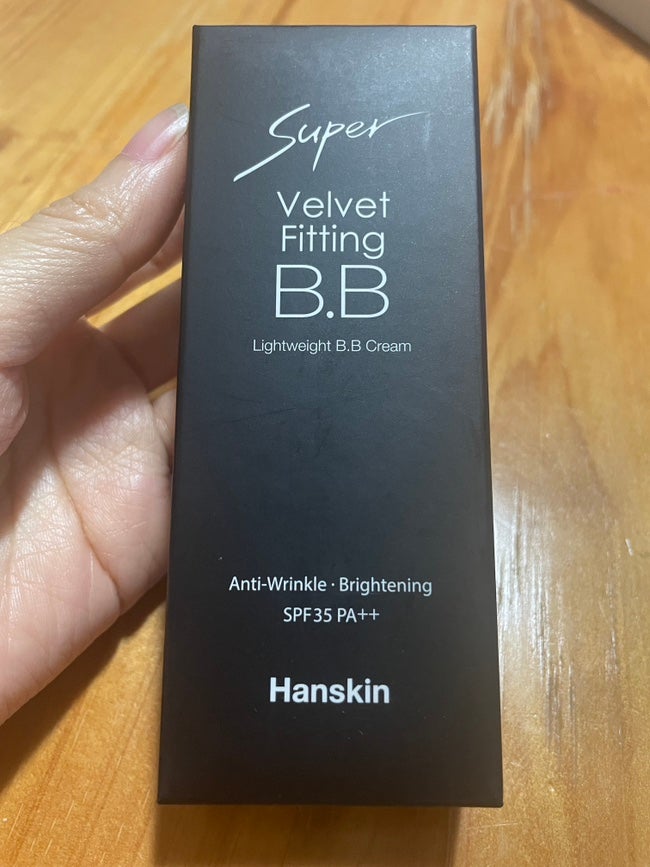 Super
Velvet
Fitting
B.B
Lightweight B.B Cream
Anti-Wrinkle · Brightening
SPF35 PA++
Hanskin